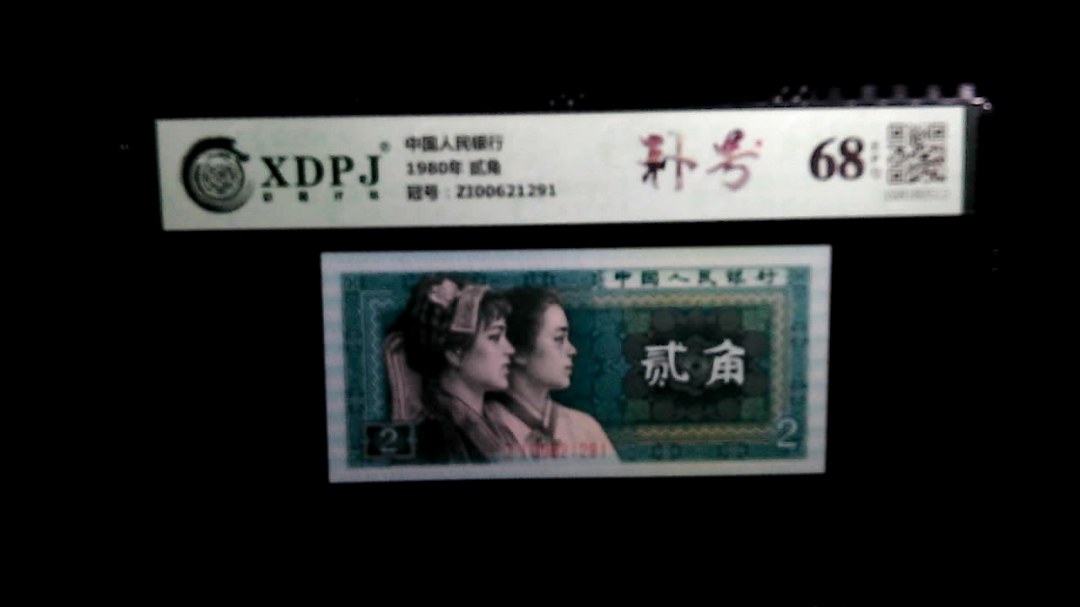 XDPJ®
中国人民银行
1980年 贰角
冠号：ZJ00621291
补号
68
中国人民银行
贰角
2
2